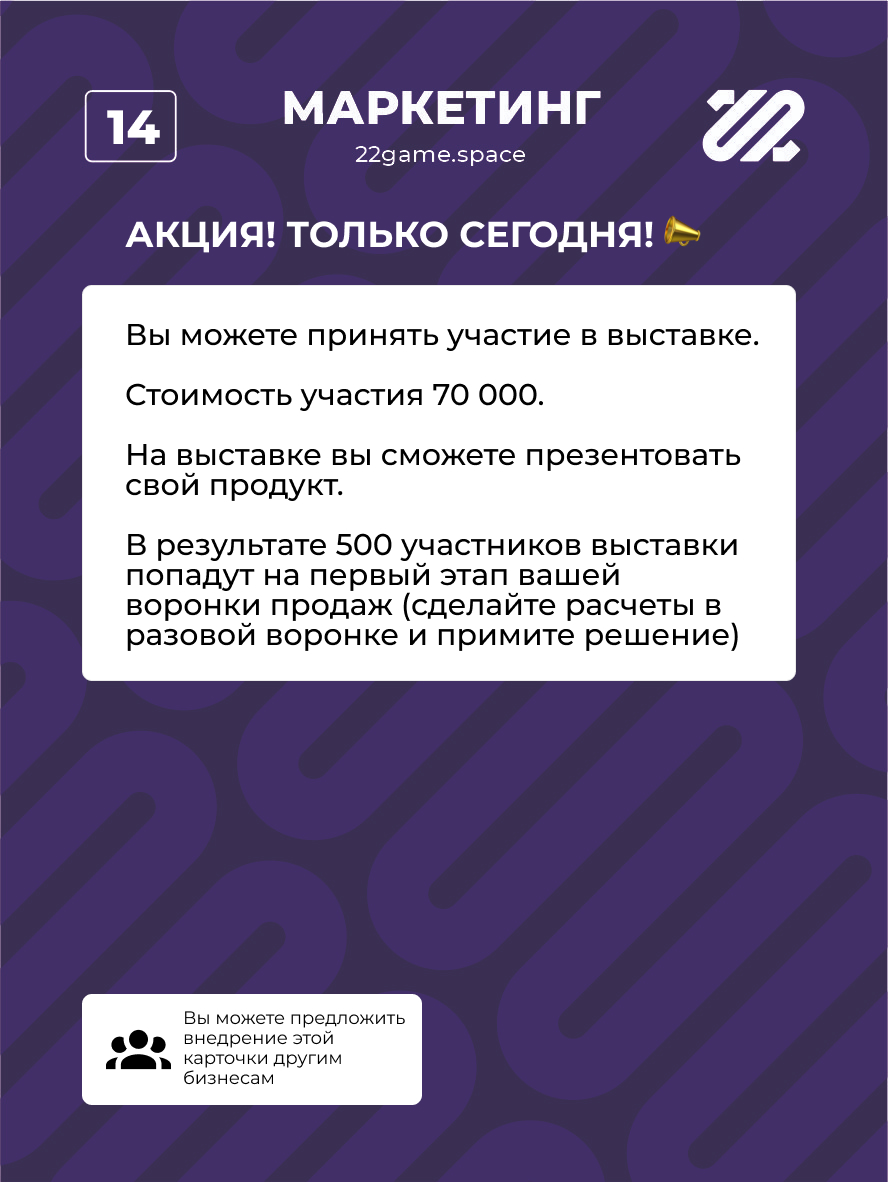 14
МАРКЕТИНГ
22game.space
АКЦИЯ! ТОЛЬКО СЕГОДНЯ!
Вы можете принять участие в выставке.
Стоимость участия 70 000.
На выставке вы сможете презентовать
свой продукт.
В результате 500 участников выставки
попадут на первый этап вашей
воронки продаж (сделайте расчеты в
разовой воронке и примите решение)
Вы можете предложить
внедрение этой
карточки другим
бизнесам